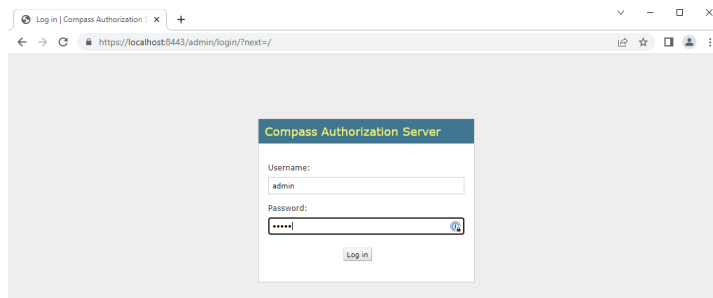 Log in | Compass Authorization S
https://localhost:8443/admin/login/?next=/
Compass Authorization Server
Username:
admin
Password:
•••••
Log in